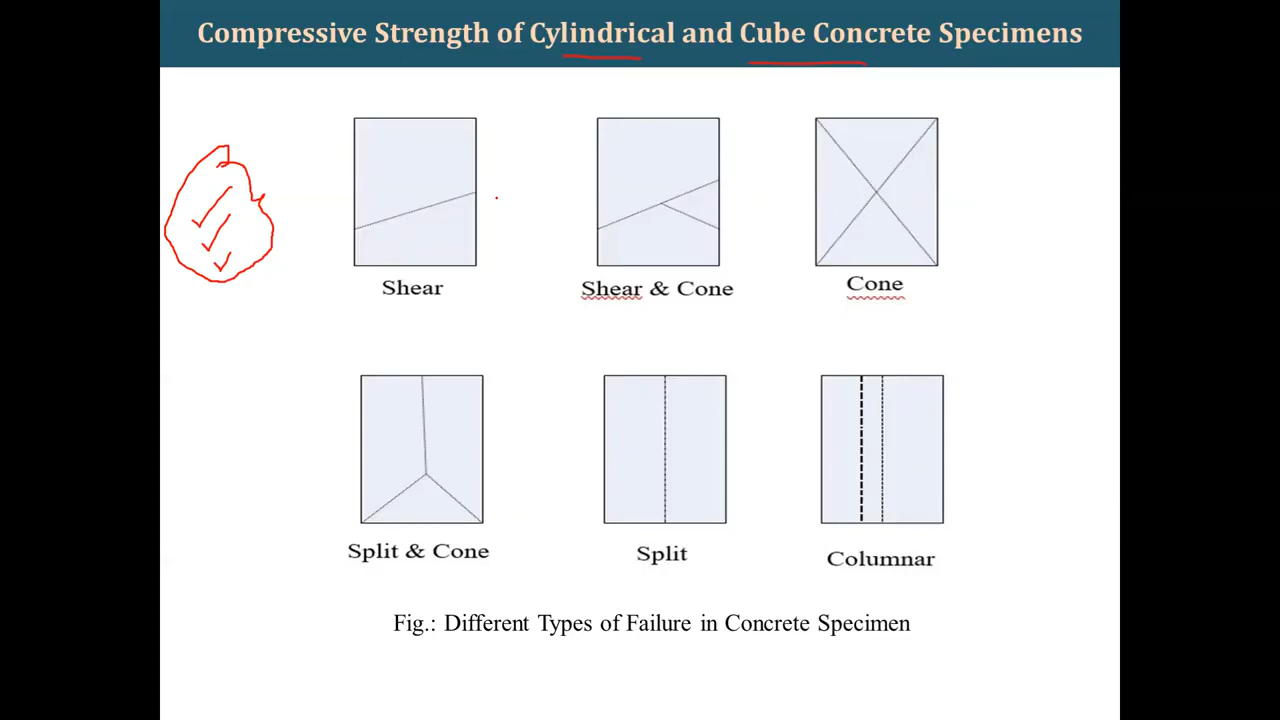 Compressive Strength of Cylindrical and Cube Concrete Specimens
Shear
Shear & Cone
Cone
Split & Cone
Split
Columnar
Fig.: Different Types of Failure in Concrete Specimen